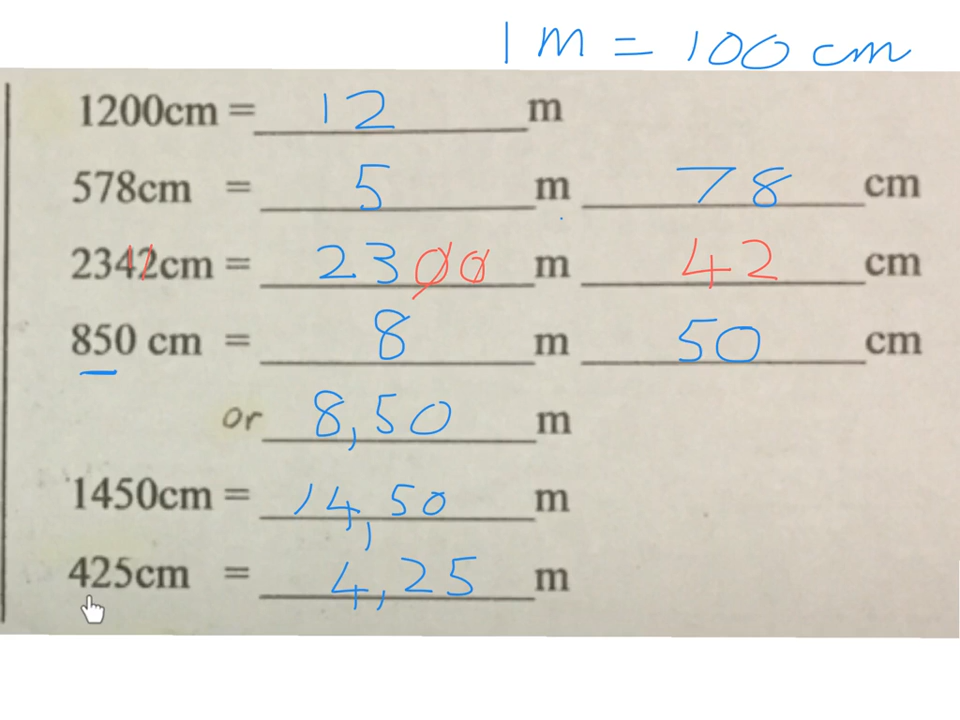 1 m = 100 cm
1200cm = 12 m
578cm = 5 m 78 cm
2342cm = 2300 m 42 cm
850 cm = 8 m 50 cm
or 8,50 m
1450cm = 14,50 m
425cm = 4,25 m